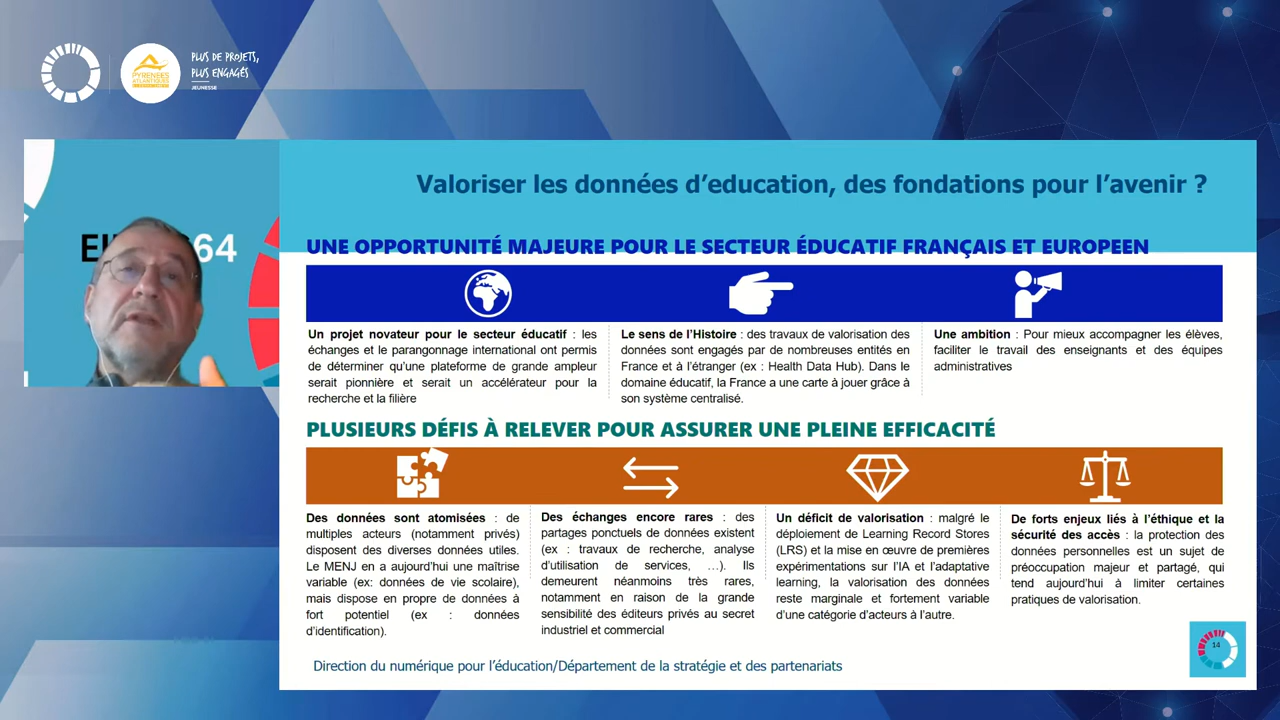 PLUS DE PROJETS,
PLUS ENGAGÉS
JEUNESSE
PYRÉNÉES
ATLANTIQUES
64
Valoriser les données d’education, des fondations pour l’avenir ?
UNE OPPORTUNITÉ MAJEURE POUR LE SECTEUR ÉDUCATIF FRANÇAIS ET EUROPEEN
Un projet novateur pour le secteur éducatif : les
échanges et le parangonnage international ont permis
de déterminer qu’une plateforme de grande ampleur
serait pionnière et serait un accélérateur pour la
recherche et la filière
Le sens de l’Histoire : des travaux de valorisation des
données sont engagés par de nombreuses entités en
France et à l’étranger (ex : Health Data Hub). Dans le
domaine éducatif, la France a une carte à jouer grâce à
son système centralisé.
Une ambition : Pour mieux accompagner les élèves,
faciliter le travail des enseignants et des équipes
administratives
PLUSIEURS DÉFIS À RELEVER POUR ASSURER UNE PLEINE EFFICACITÉ
Des données sont atomisées : de
multiples acteurs (notamment privés)
disposent des diverses données utiles.
Le MENJ en a aujourd’hui une maîtrise
variable (ex: données de vie scolaire),
mais dispose en propre de données à
fort potentiel (ex : données
d’identification).
Des échanges encore rares : des
partages ponctuels de données existent
(ex : travaux de recherche, analyse
d’utilisation de services, …). Ils
demeurent néanmoins très rares,
notamment en raison de la grande
sensibilité des éditeurs privés au secret
industriel et commercial
Un déficit de valorisation : malgré le
déploiement de Learning Record Stores
(LRS) et la mise en œuvre de premières
expérimentations sur l’IA et l’adaptative
learning, la valorisation des données
reste marginale et fortement variable
d’une catégorie d’acteurs à l’autre.
De forts enjeux liés à l’éthique et la
sécurité des accès : la protection des
données personnelles est un sujet de
préoccupation majeur et partagé, qui
tend aujourd’hui à limiter certaines
pratiques de valorisation.
Direction du numérique pour l’éducation/Département de la stratégie et des partenariats
14